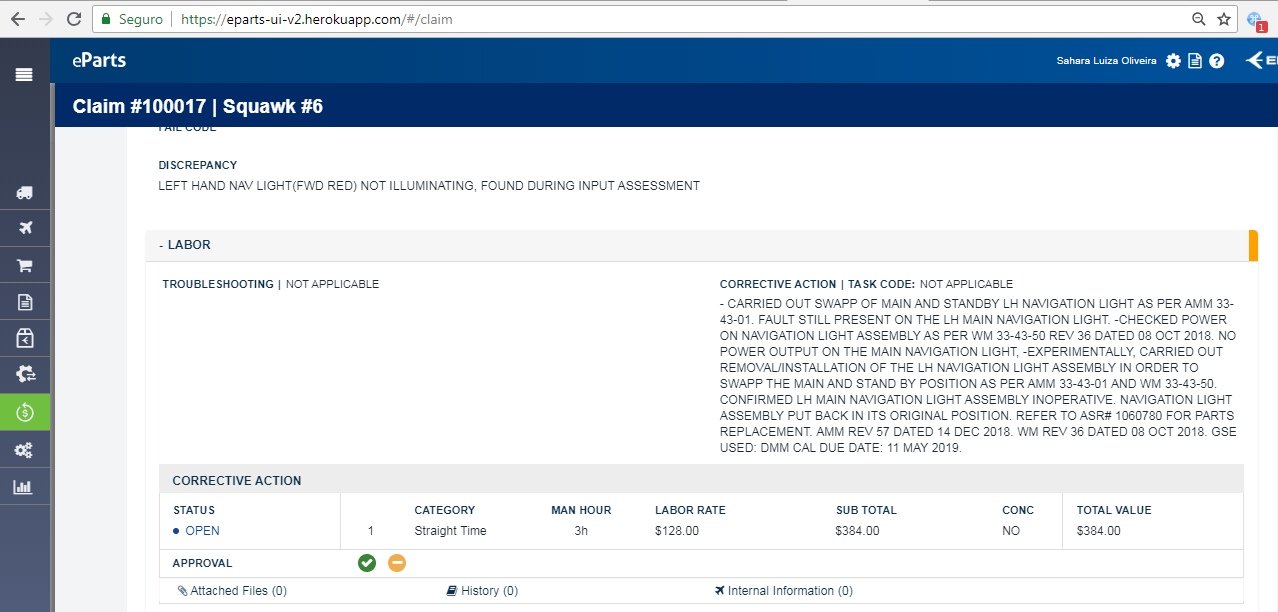 Seguro
https://eparts-ui-v2.herokuapp.com/#/claim
1
eParts
Sahara Luiza Oliveira
Claim #100017 | Squawk #6
FAIL CODE
DISCREPANCY
LEFT HAND NAV LIGHT(FWD RED) NOT ILLUMINATING, FOUND DURING INPUT ASSESSMENT
- LABOR
TROUBLESHOOTING | NOT APPLICABLE
CORRECTIVE ACTION | TASK CODE: NOT APPLICABLE
- CARRIED OUT SWAPP OF MAIN AND STANDBY LH NAVIGATION LIGHT AS PER AMM 33-
43-01. FAULT STILL PRESENT ON THE LH MAIN NAVIGATION LIGHT. -CHECKED POWER
ON NAVIGATION LIGHT ASSEMBLY AS PER WM 33-43-50 REV 36 DATED 08 OCT 2018. NO
POWER OUTPUT ON THE MAIN NAVIGATION LIGHT, -EXPERIMENTALLY, CARRIED OUT
REMOVAL/INSTALLATION OF THE LH NAVIGATION LIGHT ASSEMBLY IN ORDER TO
SWAPP THE MAIN AND STAND BY POSITION AS PER AMM 33-43-01 AND WM 33-43-50.
CONFIRMED LH MAIN NAVIGATION LIGHT ASSEMBLY INOPERATIVE. NAVIGATION LIGHT
ASSEMBLY PUT BACK IN ITS ORIGINAL POSITION. REFER TO ASR# 1060780 FOR PARTS
REPLACEMENT. AMM REV 57 DATED 14 DEC 2018. WM REV 36 DATED 08 OCT 2018. GSE
USED: DMM CAL DUE DATE: 11 MAY 2019.
CORRECTIVE ACTION
STATUS CATEGORY MAN HOUR LABOR RATE SUB TOTAL CONC TOTAL VALUE
OPEN 1 Straight Time 3h $128.00 $384.00 NO $384.00
APPROVAL
Attached Files (0) History (0) Internal Information (0)